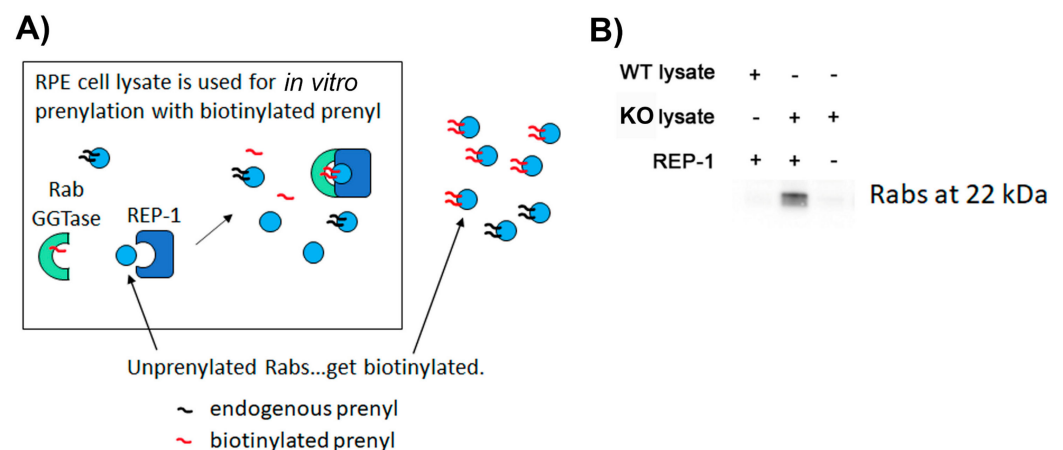 A)
RPE cell lysate is used for in vitro
prenylation with biotinylated prenyl
Rab
GGTase
REP-1
Unprenylated Rabs...get biotinylated.
endogenous prenyl
biotinylated prenyl
B)
WT lysate + - -
KO lysate - + +
REP-1 + + -
Rabs at 22 kDa